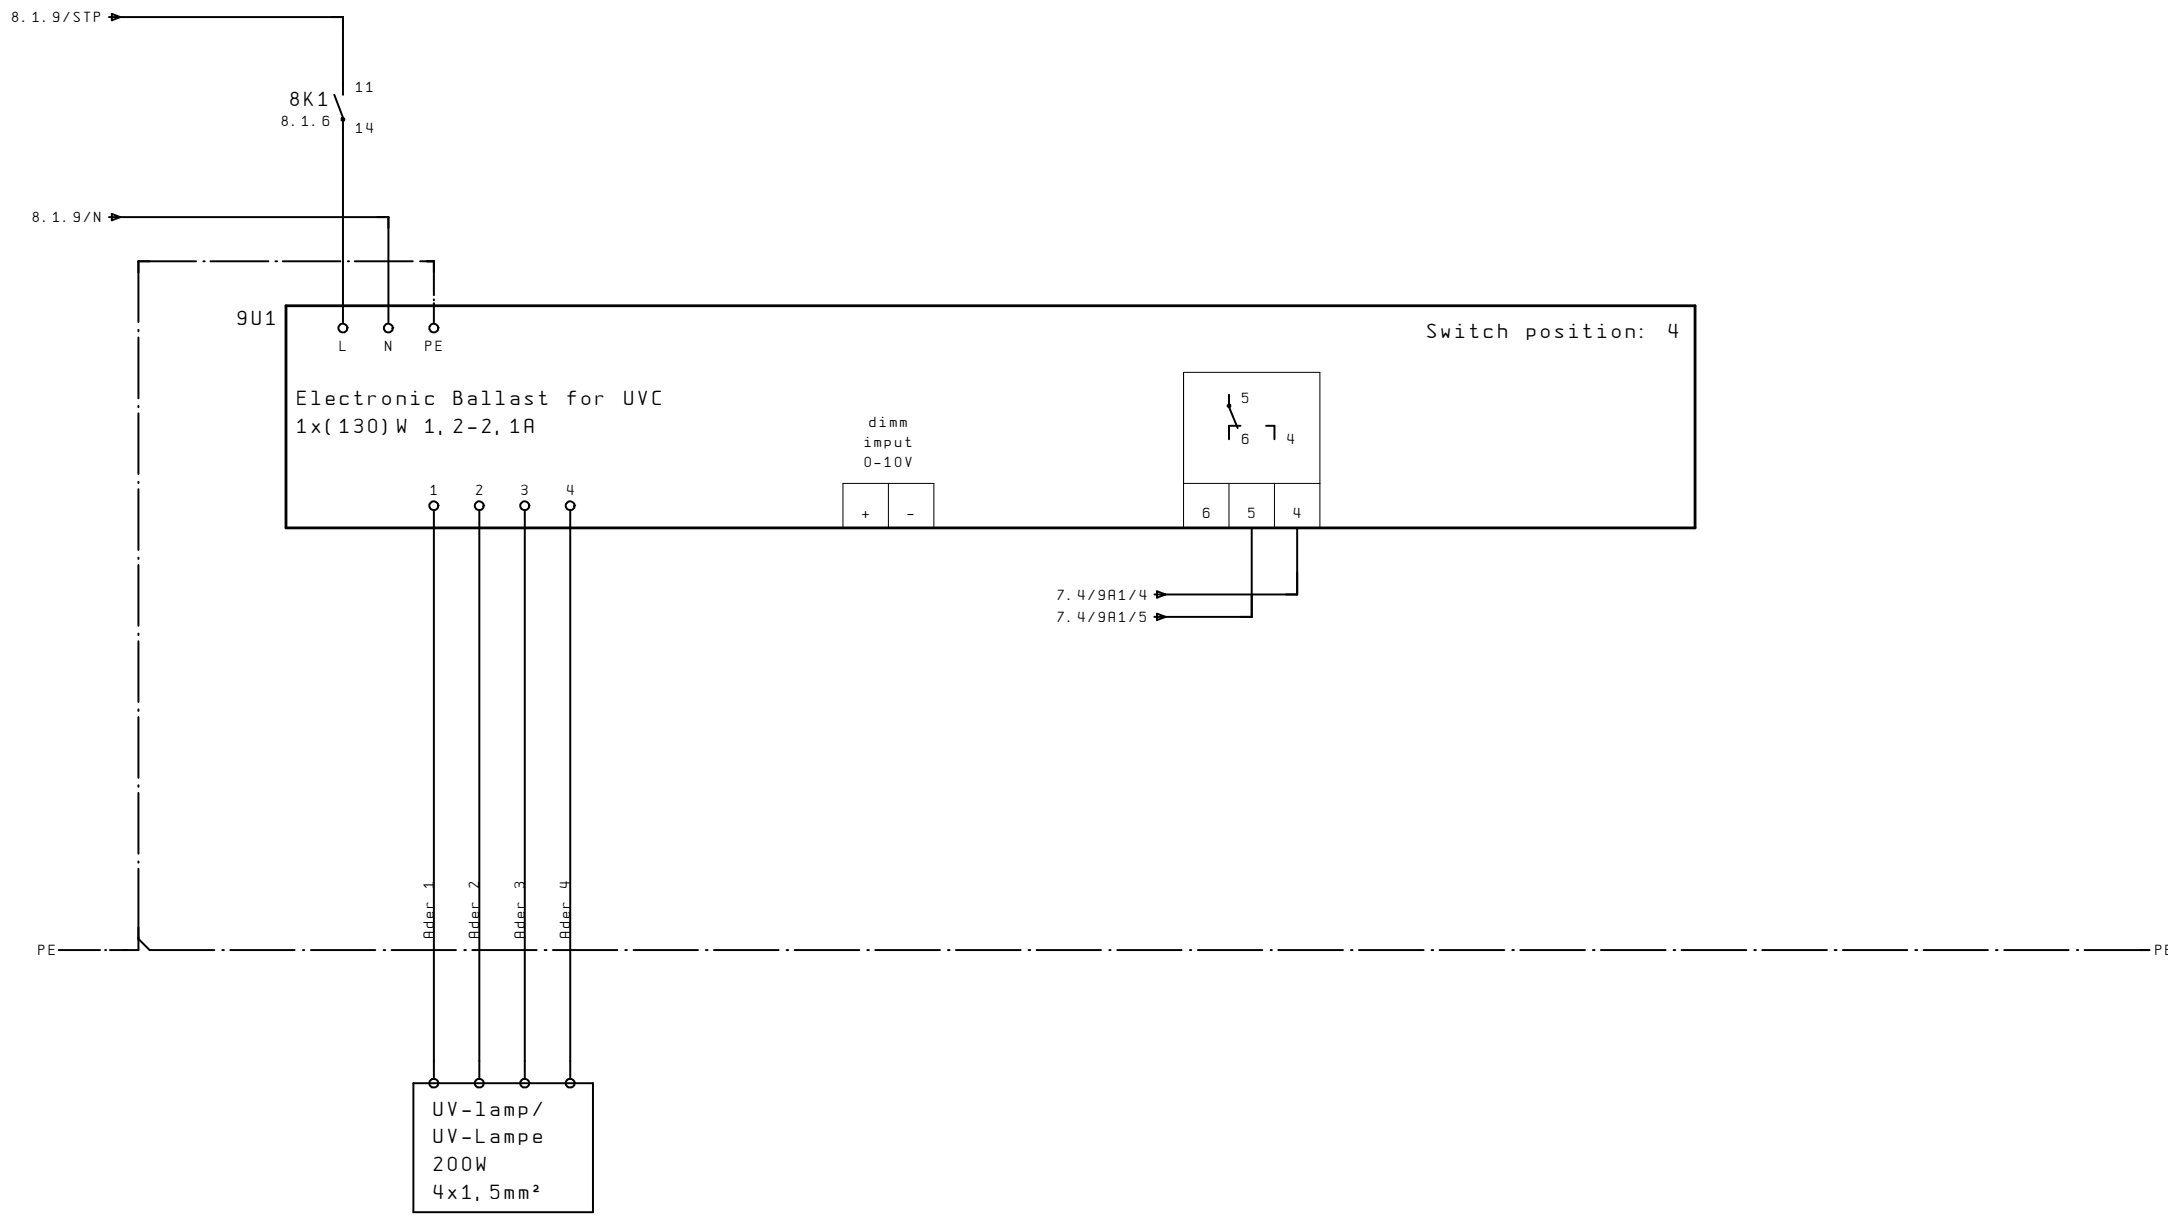 8.1.9/STP
11
8K1
8.1.6
14
8.1.9/N
9U1
L N PE
Switch position: 4
Electronic Ballast for UVC
1x(130)W 1,2-2,1A
dimm
imput
0-10V
5
6 4
1 2 3 4
+ -
6 5 4
7.4/9A1/4
7.4/9A1/5
Ader 1
Ader 2
Ader 3
Ader 4
PE
PE
UV-lamp/
UV-Lampe
200W
4x1,5mm²